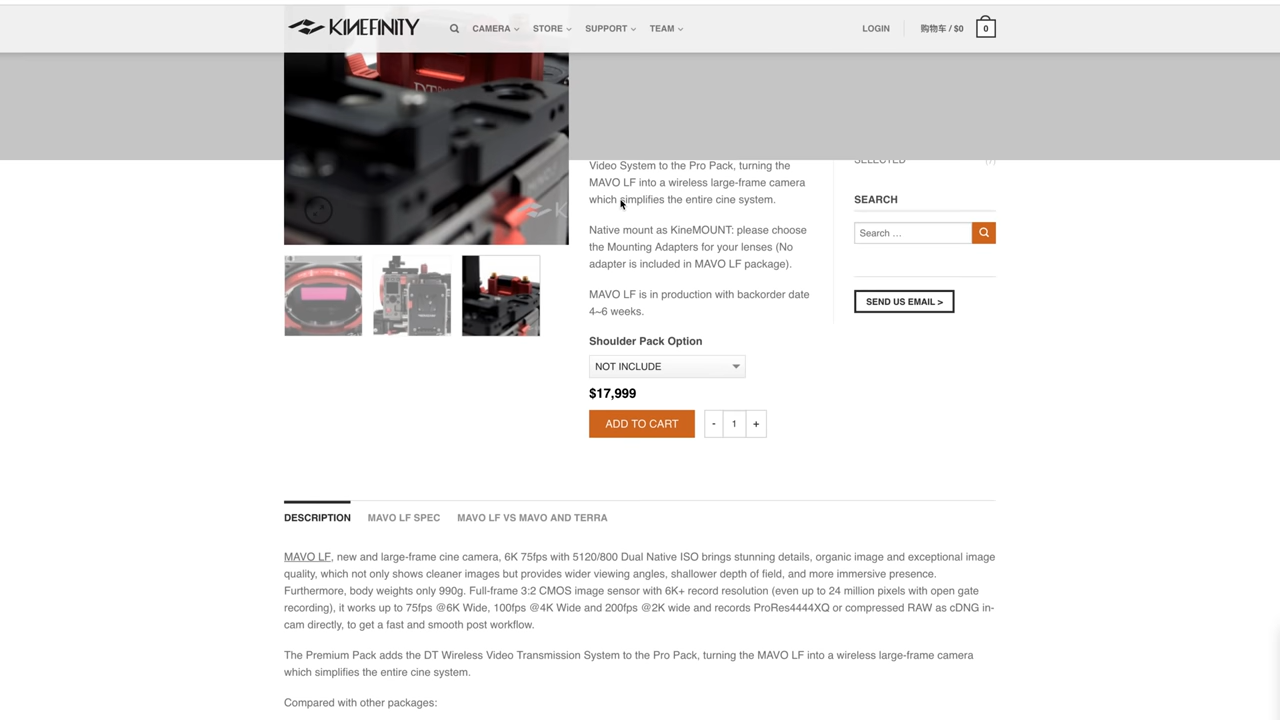 KINEFINITY
CAMERA
STORE
SUPPORT
TEAM
LOGIN
购物车 / $0
0
DT
Video System to the Pro Pack, turning the
MAVO LF into a wireless large-frame camera
which simplifies the entire cine system.
Native mount as KineMOUNT: please choose
the Mounting Adapters for your lenses (No
adapter is included in MAVO LF package).
MAVO LF is in production with backorder date
4~6 weeks.
Shoulder Pack Option
NOT INCLUDE
$17,999
ADD TO CART
- 1 +
SELECTED
(7)
SEARCH
Search ...
SEND US EMAIL >
DESCRIPTION
MAVO LF SPEC
MAVO LF VS MAVO AND TERRA
MAVO LF, new and large-frame cine camera, 6K 75fps with 5120/800 Dual Native ISO brings stunning details, organic image and exceptional image
quality, which not only shows cleaner images but provides wider viewing angles, shallower depth of field, and more immersive presence.
Furthermore, body weights only 990g. Full-frame 3:2 CMOS image sensor with 6K+ record resolution (even up to 24 million pixels with open gate
recording), it works up to 75fps @6K Wide, 100fps @4K Wide and 200fps @2K wide and records ProRes4444XQ or compressed RAW as cDNG in-
cam directly, to get a fast and smooth post workflow.
The Premium Pack adds the DT Wireless Video Transmission System to the Pro Pack, turning the MAVO LF into a wireless large-frame camera
which simplifies the entire cine system.
Compared with other packages: